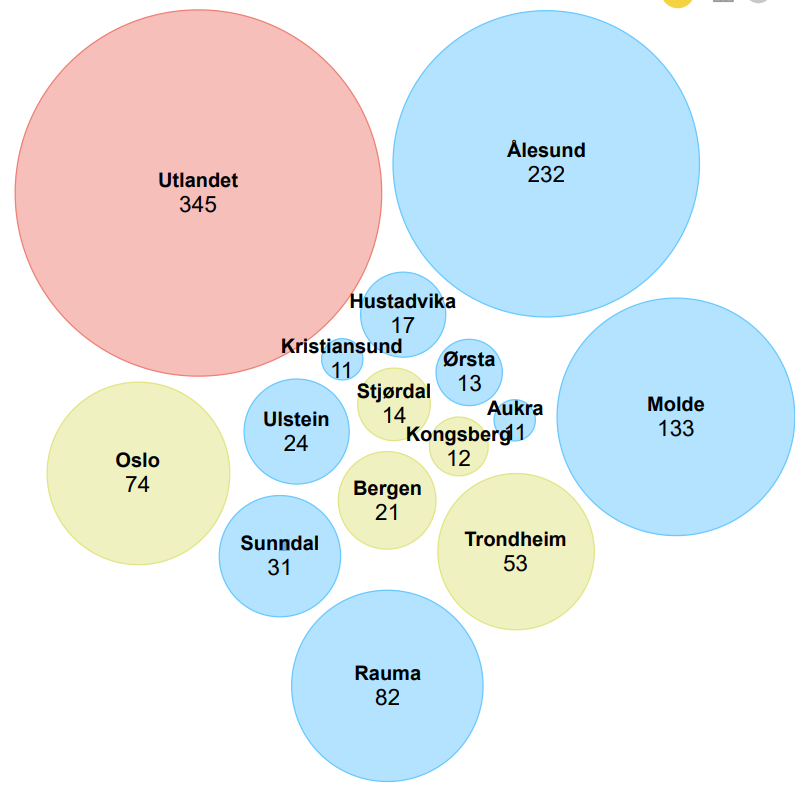 Utlandet
345
Ålesund
232
Hustadvika
17
Kristiansund
11
Ørsta
13
Stjørdal
14
Aukra
11
Molde
133
Ulstein
24
Kongsberg
12
Oslo
74
Bergen
21
Sunndal
31
Trondheim
53
Rauma
82